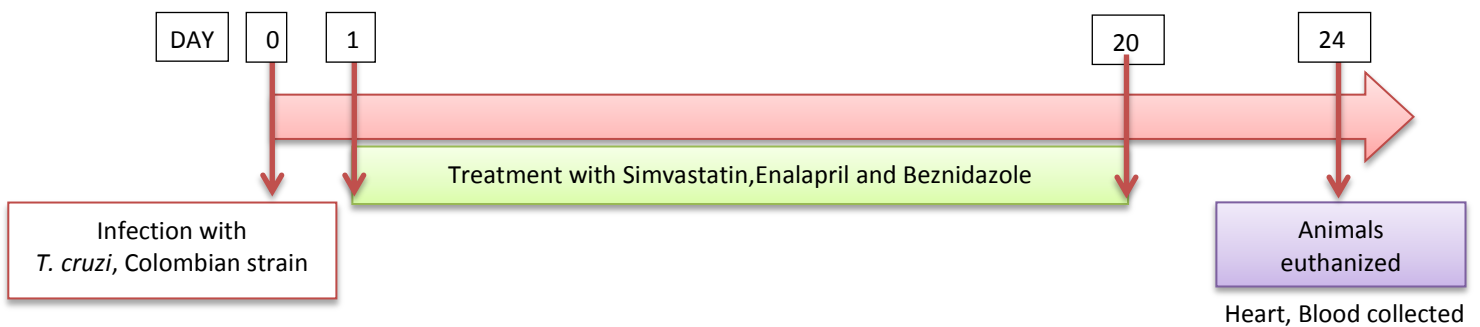 DAY 0 1 20 24
Treatment with Simvastatin,Enalapril and Beznidazole
Infection with
T. cruzi, Colombian strain
Animals
euthanized
Heart, Blood collected